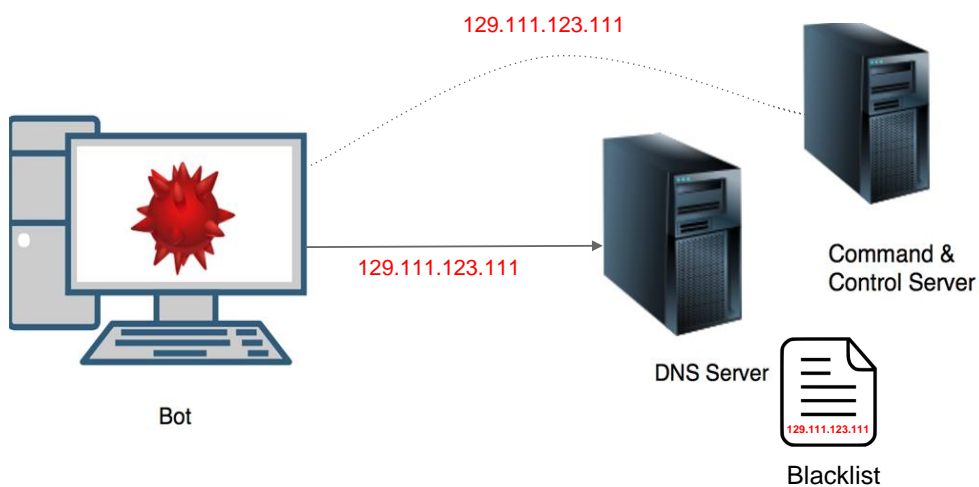 129.111.123.111
129.111.123.111
Command &
Control Server
DNS Server
Bot
129.111.123.111
Blacklist